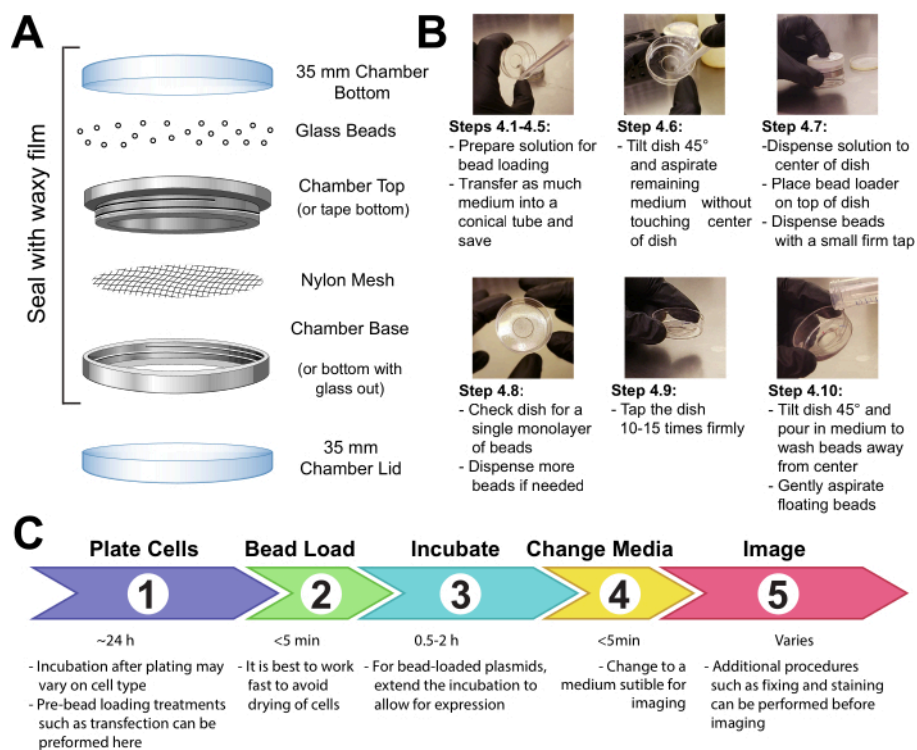 A
Seal with waxy film
35 mm Chamber
Bottom
Glass Beads
Chamber Top
(or tape bottom)
Nylon Mesh
Chamber Base
(or bottom with
glass out)
35 mm
Chamber Lid
B
Steps 4.1-4.5:
- Prepare solution for
bead loading
- Transfer as much
medium into a
conical tube and
save
Step 4.6:
- Tilt dish 45°
and aspirate
remaining
medium without
touching center
of dish
Step 4.7:
-Dispense solution to
center of dish
- Place bead loader
on top of dish
- Dispense beads
with a small firm tap
Step 4.8:
- Check dish for a
single monolayer
of beads
- Dispense more
beads if needed
Step 4.9:
- Tap the dish
10-15 times firmly
Step 4.10:
- Tilt dish 45° and
pour in medium to
wash beads away
from center
- Gently aspirate
floating beads
C
Plate Cells
1
~24 h
- Incubation after plating may
vary on cell type
- Pre-bead loading treatments
such as transfection can be
preformed here
Bead Load
2
<5 min
- It is best to work
fast to avoid
drying of cells
Incubate
3
0.5-2 h
- For bead-loaded plasmids,
extend the incubation to
allow for expression
Change Media
4
<5min
- Change to a
medium sutible for
imaging
Image
5
Varies
- Additional procedures
such as fixing and staining
can be performed before
imaging